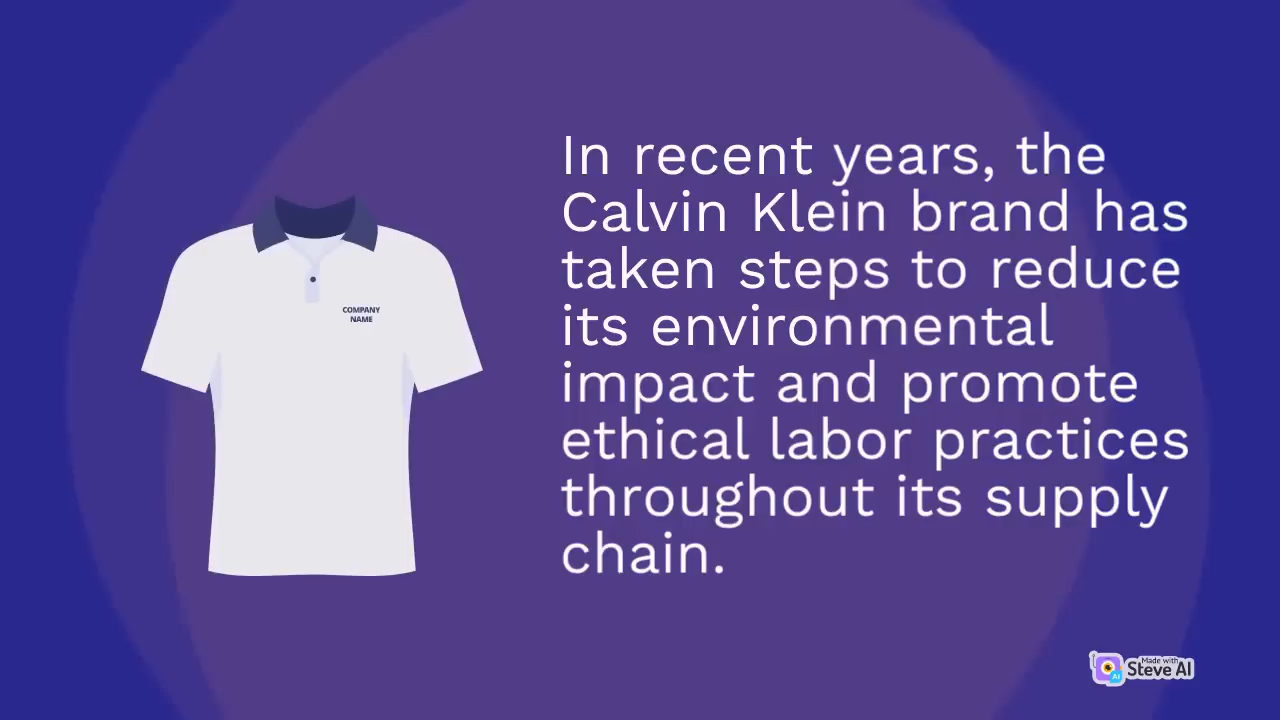 COMPANY
NAME
In recent years, the
Calvin Klein brand has
taken steps to reduce
its environmental
impact and promote
ethical labor practices
throughout its supply
chain.
Made with
Steve AI
AI